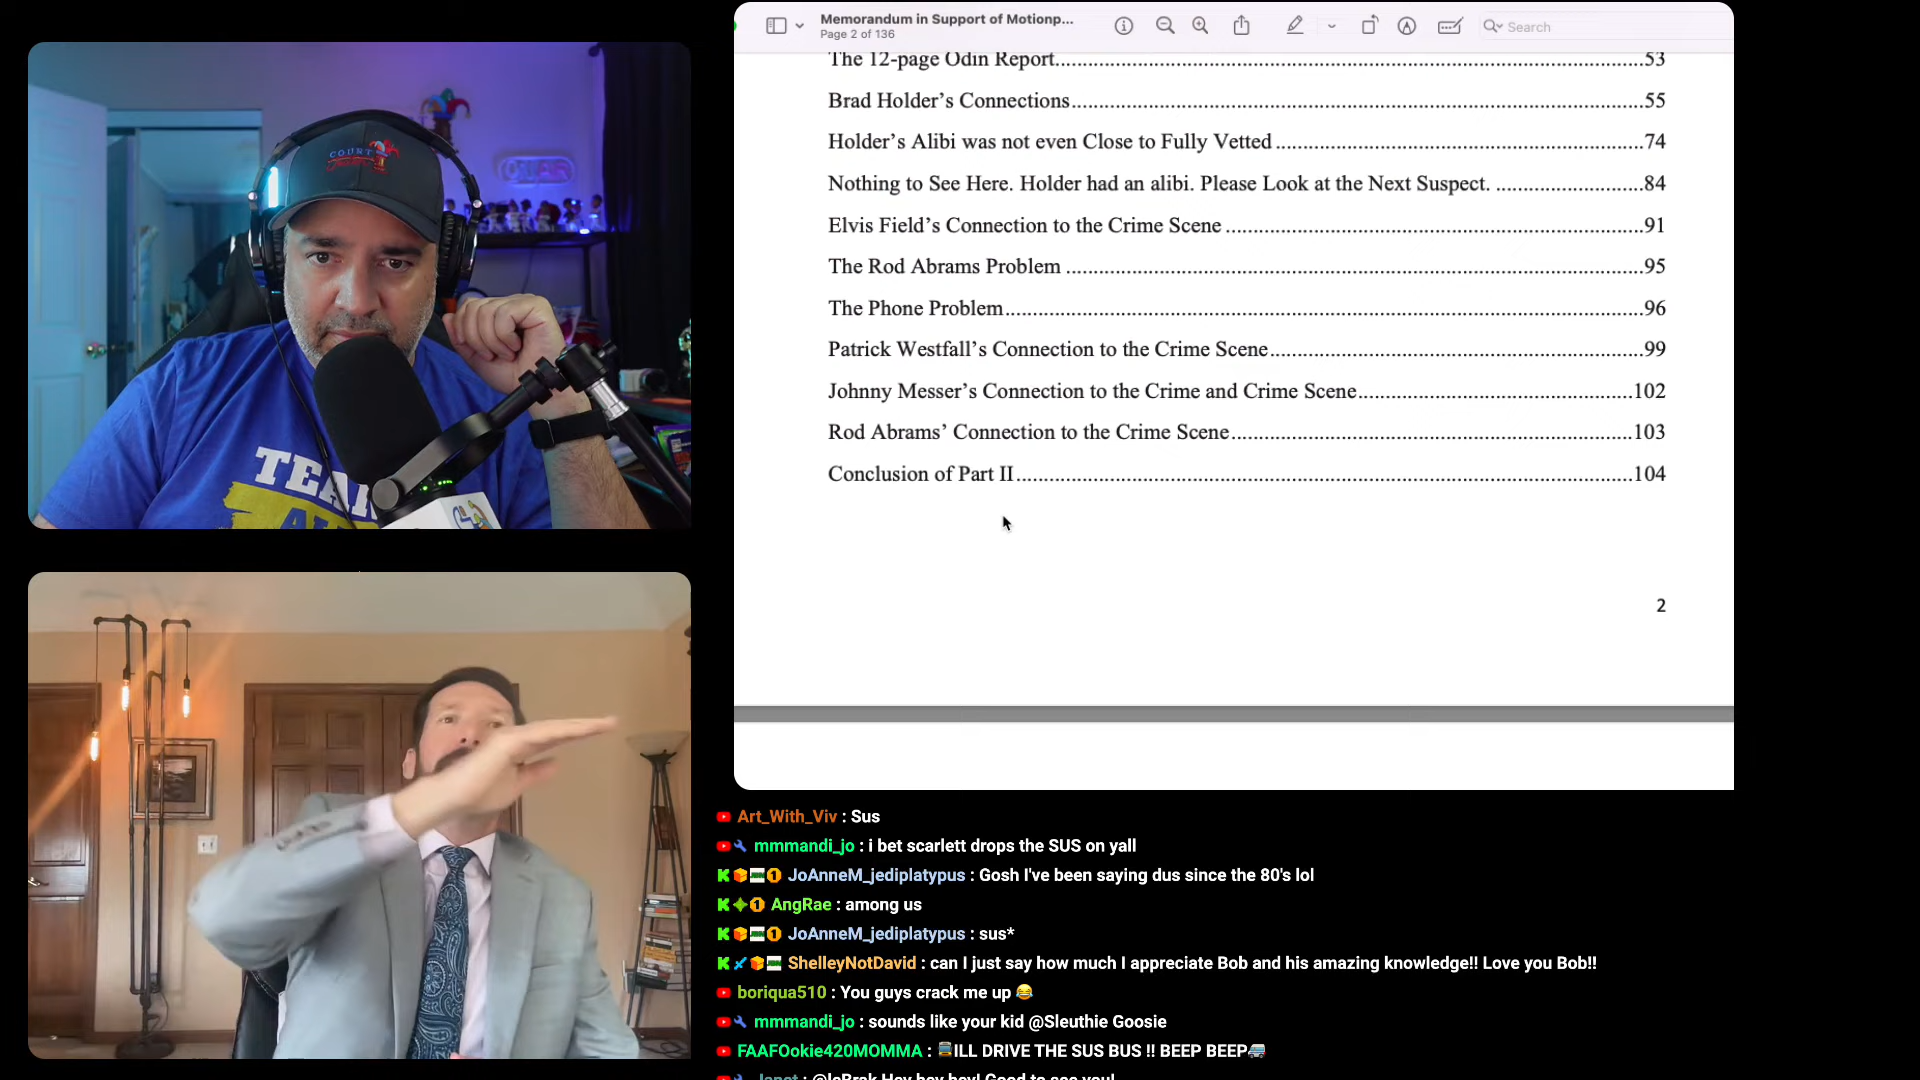 COURT
TEAM
Memorandum in Support of Motionp...
Page 2 of 136
Search
The 12-page Odin Report....53
Brad Holder’s Connections....55
Holder’s Alibi was not even Close to Fully Vetted....74
Nothing to See Here. Holder had an alibi. Please Look at the Next Suspect. ....84
Elvis Field’s Connection to the Crime Scene....91
The Rod Abrams Problem....95
The Phone Problem....96
Patrick Westfall’s Connection to the Crime Scene....99
Johnny Messer’s Connection to the Crime and Crime Scene....102
Rod Abrams’ Connection to the Crime Scene....103
Conclusion of Part II....104
2
Art_With_Viv : Sus
mmmandi_jo : i bet scarlett drops the SUS on yall
JoAnneM_jediplatypus : Gosh I've been saying dus since the 80's lol
AngRae : among us
JoAnneM_jediplatypus : sus*
ShelleyNotDavid : can I just say how much I appreciate Bob and his amazing knowledge!! Love you Bob!!
boriqua510 : You guys crack me up 😂
mmmandi_jo : sounds like your kid @Sleuthie Goosie
FAAFOokie420MOMMA : 🚍ILL DRIVE THE SUS BUS !! BEEP BEEP🚐
Hey hey hey! Good to see you!